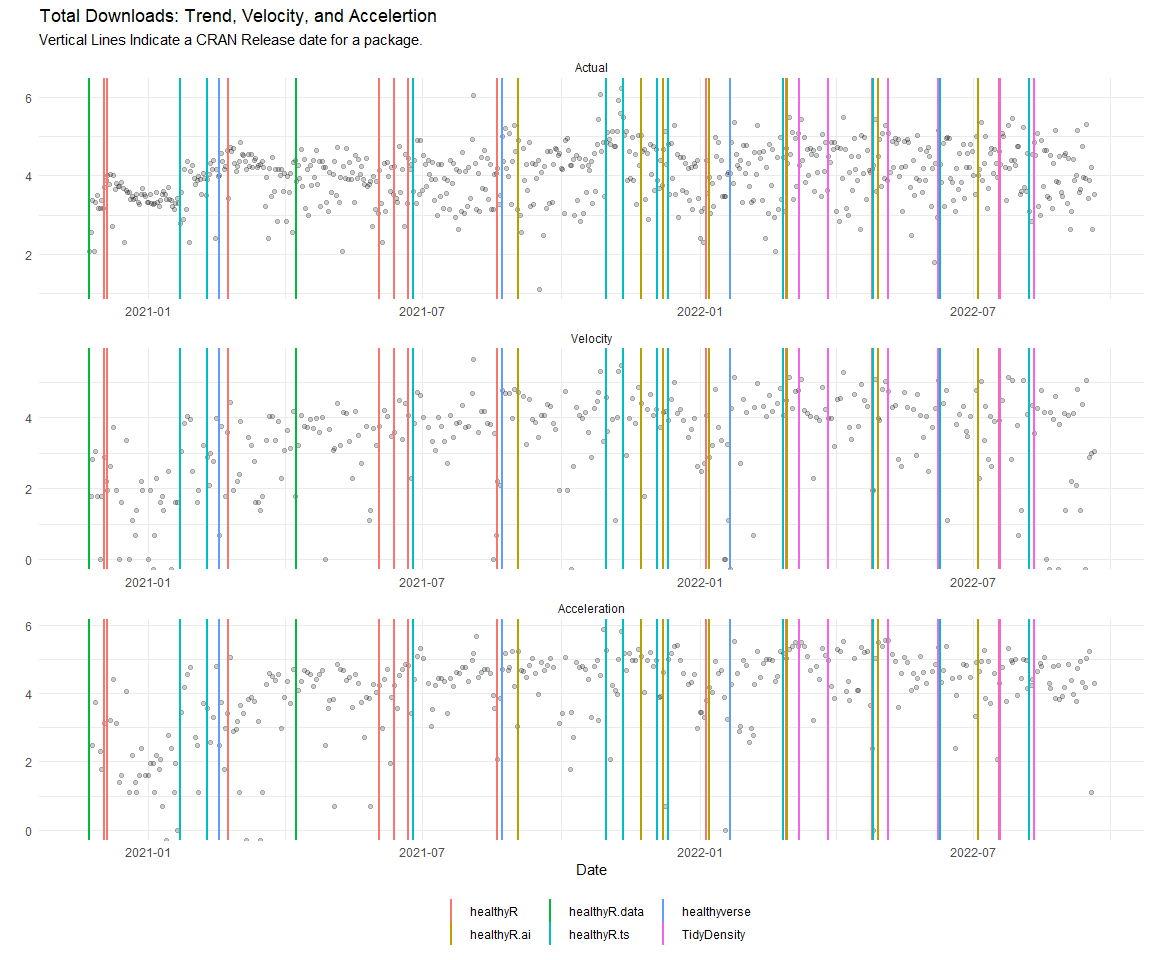 Total Downloads: Trend, Velocity, and Accelertion
Vertical Lines Indicate a CRAN Release date for a package.
Actual
6
4
2
2021-01 2021-07 2022-01 2022-07
Velocity
4
2
0
2021-01 2021-07 2022-01 2022-07
Acceleration
6
4
2
0
2021-01 2021-07 2022-01 2022-07
Date
healthyR healthyR.data healthyverse
healthyR.ai healthyR.ts TidyDensity